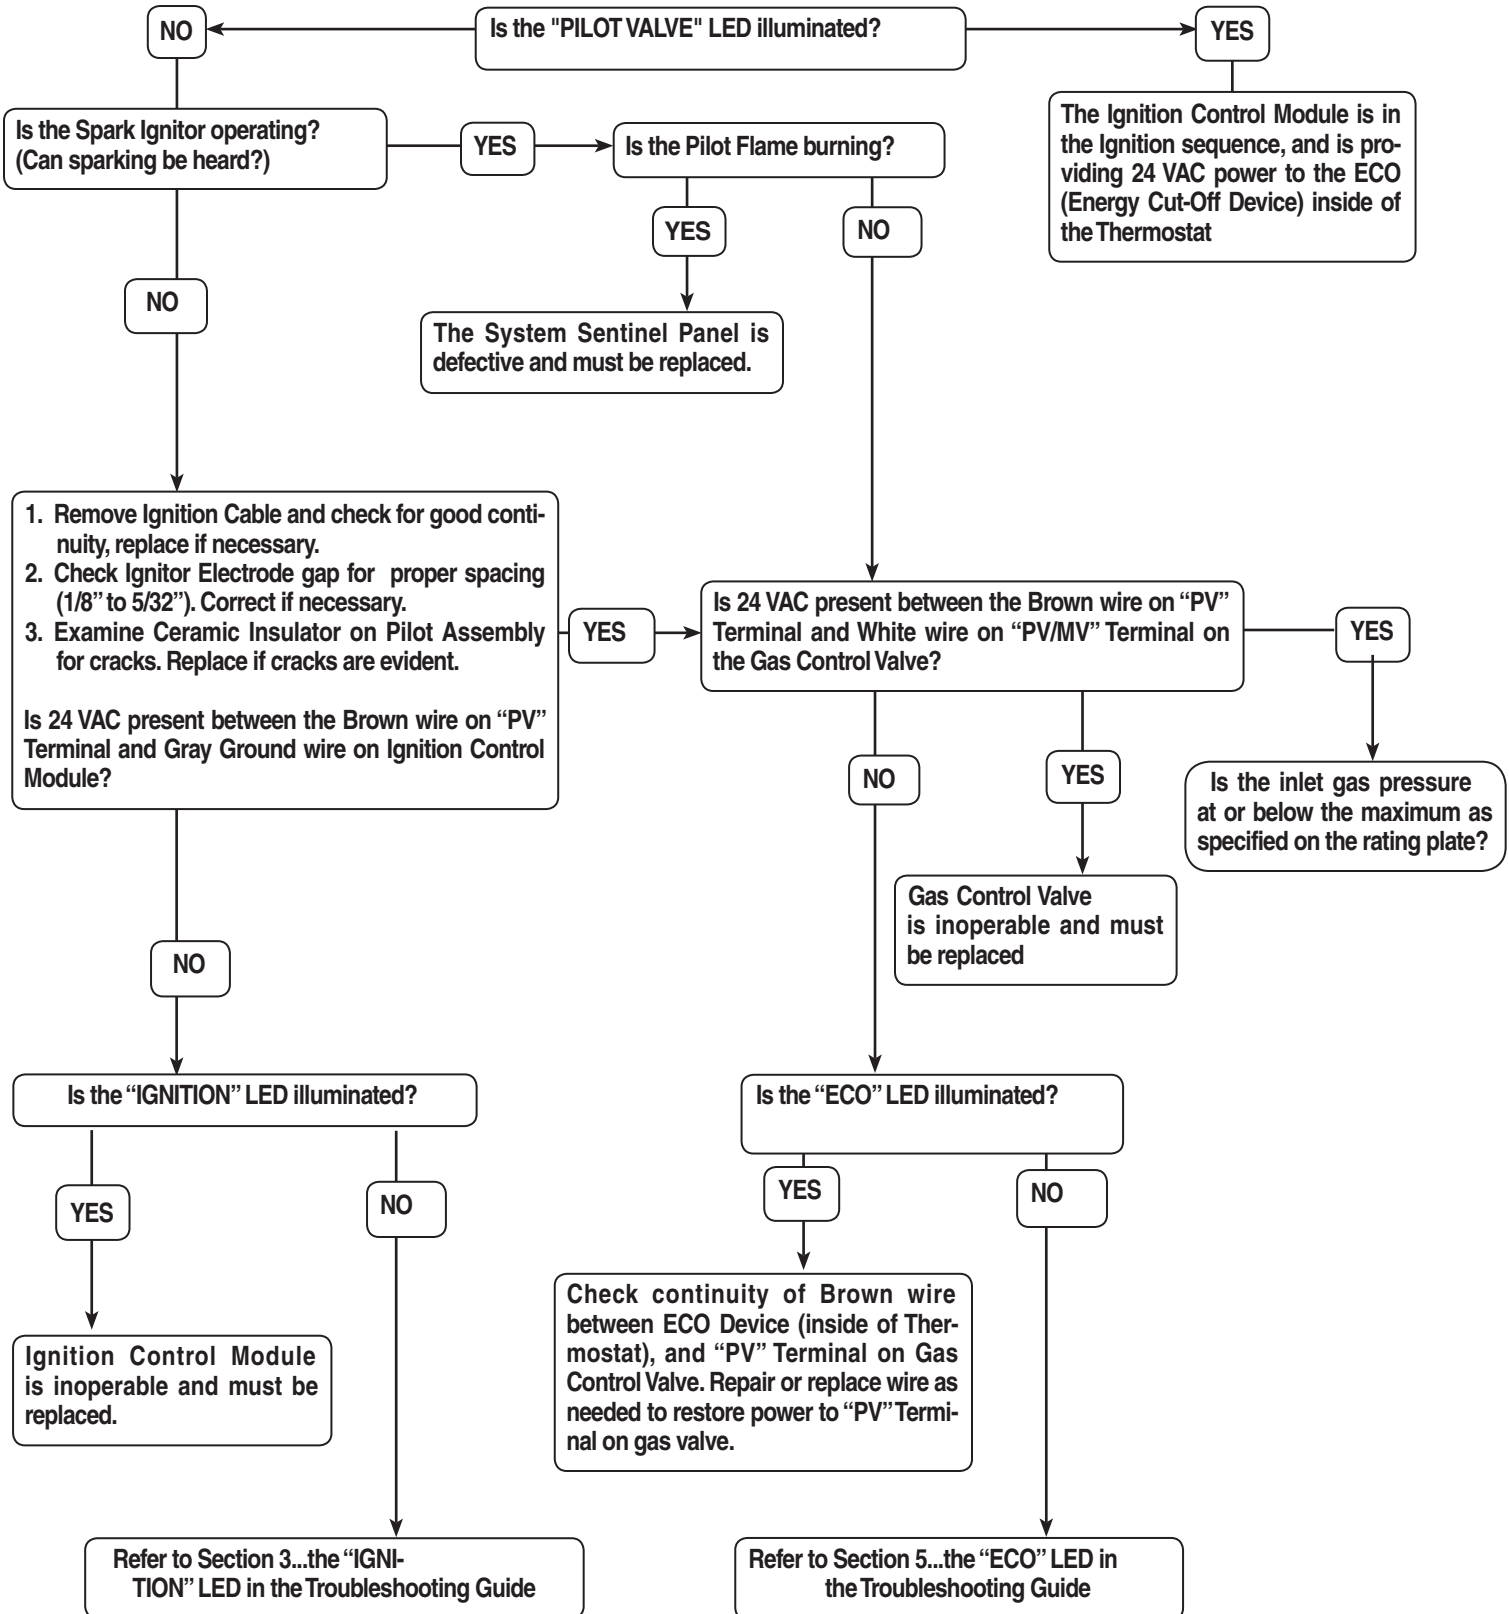 NO
Is the "PILOT VALVE" LED illuminated?
YES
Is the Spark Ignitor operating?
(Can sparking be heard?)
YES
Is the Pilot Flame burning?
The Ignition Control Module is in
the Ignition sequence, and is pro-
viding 24 VAC power to the ECO
(Energy Cut-Off Device) inside of
the Thermostat
YES
NO
NO
The System Sentinel Panel is
defective and must be replaced.
1. Remove Ignition Cable and check for good conti-
nuity, replace if necessary.
2. Check Ignitor Electrode gap for proper spacing
(1/8” to 5/32”). Correct if necessary.
3. Examine Ceramic Insulator on Pilot Assembly
for cracks. Replace if cracks are evident.
Is 24 VAC present between the Brown wire on “PV”
Terminal and Gray Ground wire on Ignition Control
Module?
YES
Is 24 VAC present between the Brown wire on “PV”
Terminal and White wire on “PV/MV” Terminal on
the Gas Control Valve?
YES
NO
YES
Is the inlet gas pressure
at or below the maximum as
specified on the rating plate?
Gas Control Valve
is inoperable and must
be replaced
NO
Is the “IGNITION” LED illuminated?
Is the “ECO” LED illuminated?
YES
NO
YES
NO
Ignition Control Module
is inoperable and must be
replaced.
Check continuity of Brown wire
between ECO Device (inside of Ther-
mostat), and “PV” Terminal on Gas
Control Valve. Repair or replace wire as
needed to restore power to “PV” Termi-
nal on gas valve.
Refer to Section 3...the “IGNI-
TION” LED in the Troubleshooting Guide
Refer to Section 5...the “ECO” LED in
the Troubleshooting Guide